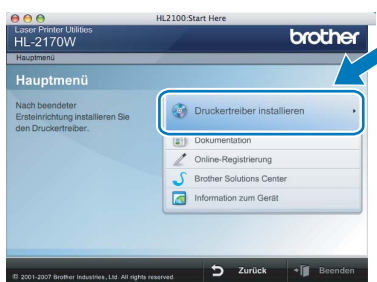 HL2100:Start Here
Laser Printer Utilities
HL-2170W
brother
Hauptmenü
Hauptmenü
Nach beendeter
Ersteinrichtung installieren Sie
den Druckertreiber.
Druckertreiber installieren
Dokumentation
Online-Registrierung
Brother Solutions Center
Information zum Gerät
© 2001-2007 Brother Industries, Ltd. All rights reserved.
Zurück
Beenden